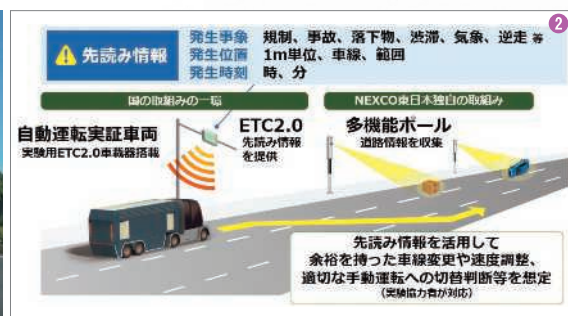 2
先読み情報
発生事象 規制、事故、落下物、渋滞、気象、逆走 等
発生位置 1m単位、車線、範囲
発生時刻 時、分
国の取組みの一環
NEXCO東日本独自の取組み
自動運転実証車両
実験用ETC2.0車載器搭載
ETC2.0
先読み情報
を提供
多機能ポール
道路情報を収集
先読み情報を活用して
余裕を持った車線変更や速度調整、
適切な手動運転への切替判断等を想定
(実験協力者が対応)